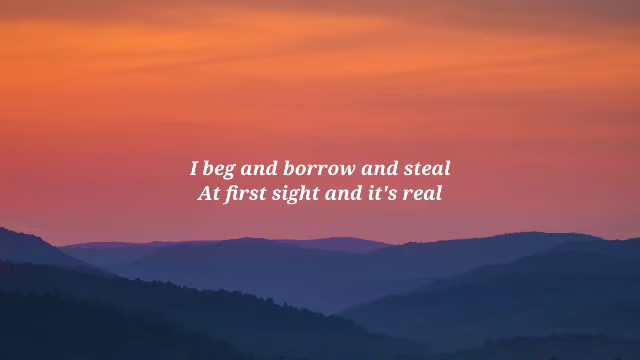 I beg and borrow and steal
At first sight and it's real